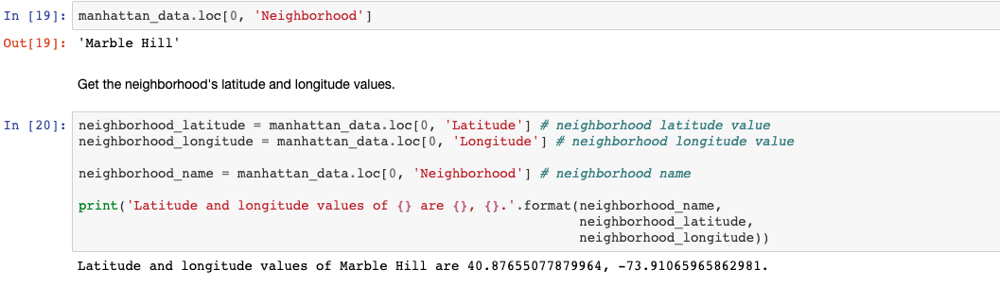 In [19]: manhattan_data.loc[0, 'Neighborhood']
Out[19]: 'Marble Hill'
Get the neighborhood's latitude and longitude values.
In [20]: neighborhood_latitude = manhattan_data.loc[0, 'Latitude'] # neighborhood latitude value
neighborhood_longitude = manhattan_data.loc[0, 'Longitude'] # neighborhood longitude value
neighborhood_name = manhattan_data.loc[0, 'Neighborhood'] # neighborhood name
print('Latitude and longitude values of {} are {}, {}.'.format(neighborhood_name,
neighborhood_latitude,
neighborhood_longitude))
Latitude and longitude values of Marble Hill are 40.87655077879964, -73.91065965862981.